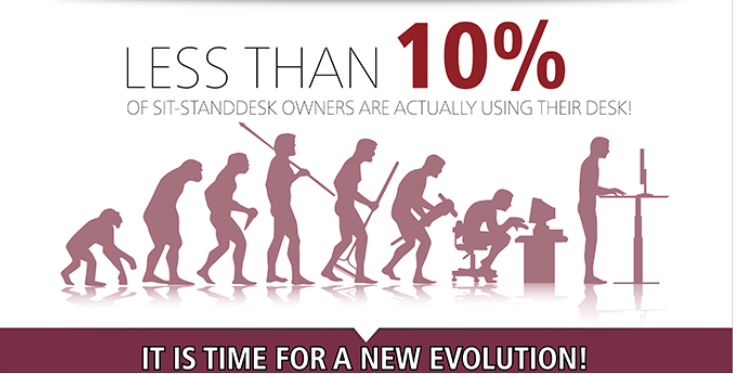 LESS THAN 10%
OF SIT-STANDDESK OWNERS ARE ACTUALLY USING THEIR DESK!
IT IS TIME FOR A NEW EVOLUTION!